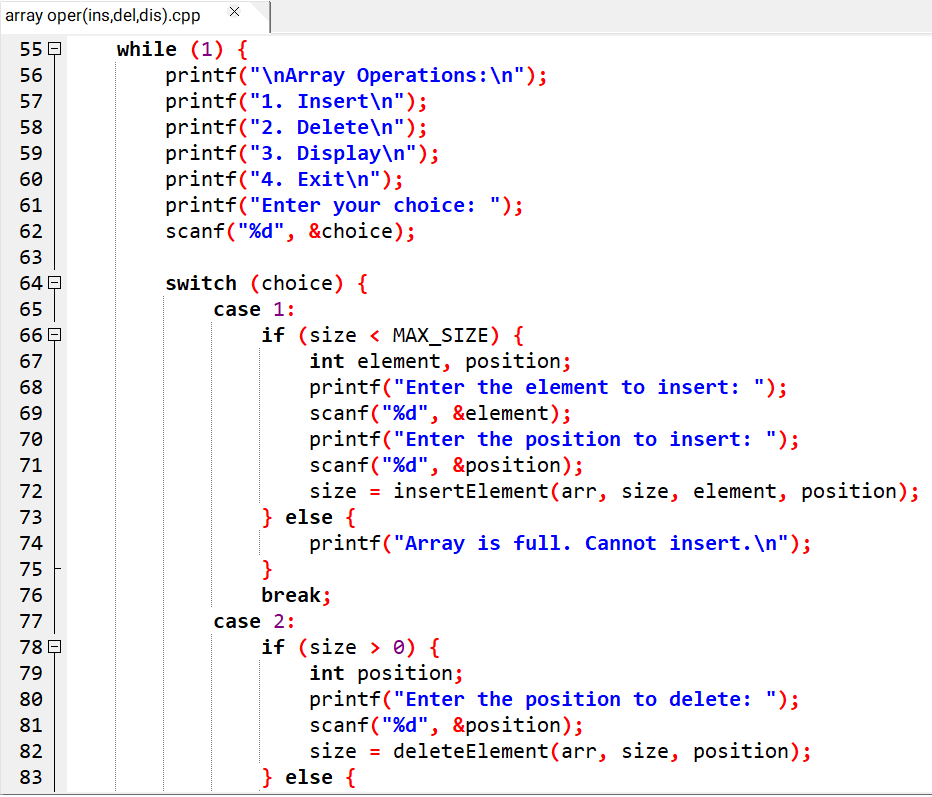 array oper(ins,del,dis).cpp
55 while (1) {
56 printf("\nArray Operations:\n");
57 printf("1. Insert\n");
58 printf("2. Delete\n");
59 printf("3. Display\n");
60 printf("4. Exit\n");
61 printf("Enter your choice: ");
62 scanf("%d", &choice);
63
64 switch (choice) {
65 case 1:
66 if (size < MAX_SIZE) {
67 int element, position;
68 printf("Enter the element to insert: ");
69 scanf("%d", &element);
70 printf("Enter the position to insert: ");
71 scanf("%d", &position);
72 size = insertElement(arr, size, element, position);
73 } else {
74 printf("Array is full. Cannot insert.\n");
75 }
76 break;
77 case 2:
78 if (size > 0) {
79 int position;
80 printf("Enter the position to delete: ");
81 scanf("%d", &position);
82 size = deleteElement(arr, size, position);
83 } else {